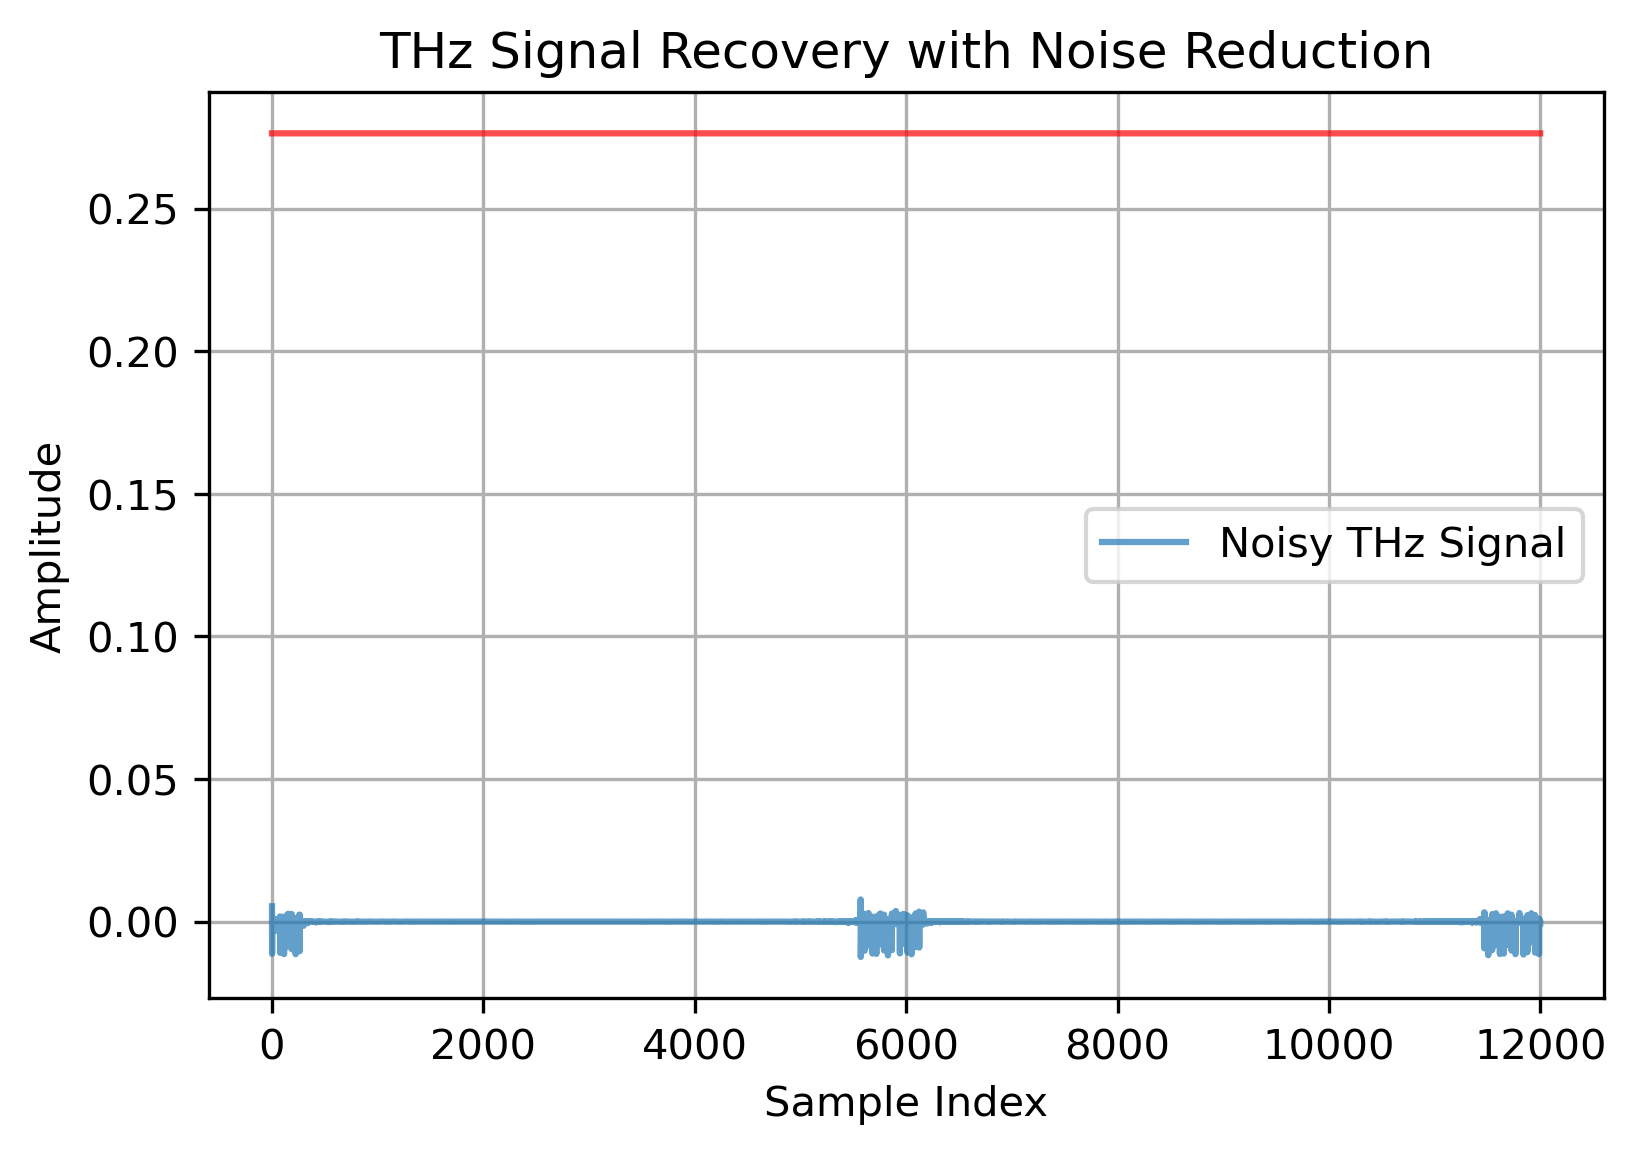 THz Signal Recovery with Noise Reduction
0.25
0.20
0.15
0.10
0.05
0.00
Amplitude
Noisy THz Signal
0 2000 4000 6000 8000 10000 12000
Sample Index